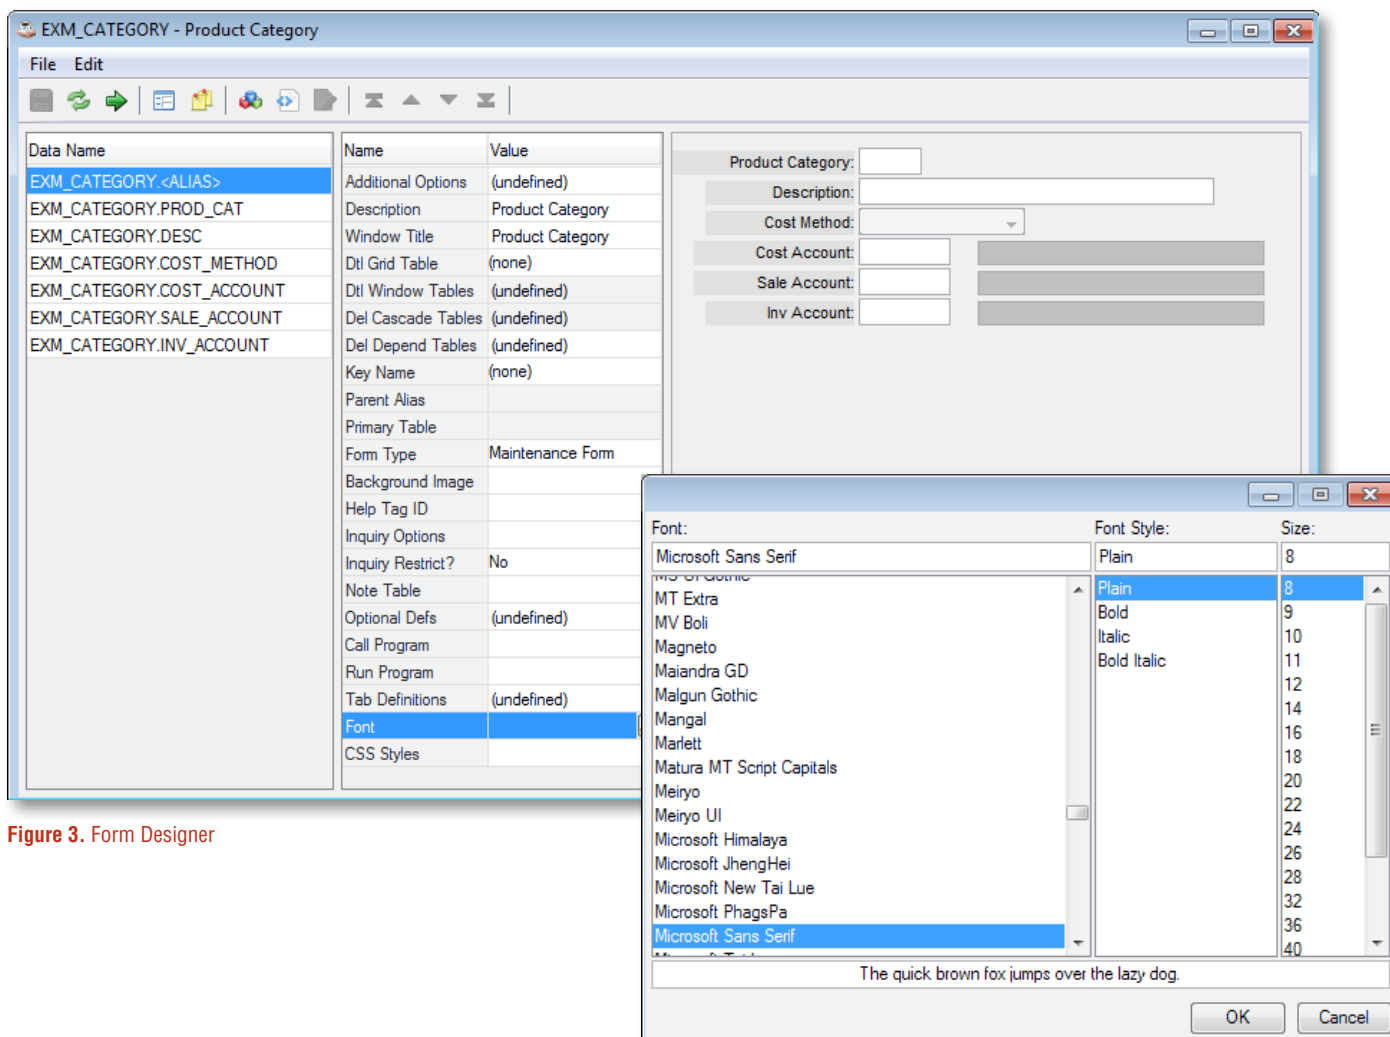 EXM_CATEGORY - Product Category
File Edit
Data Name
EXM_CATEGORY.<ALIAS>
EXM_CATEGORY.PROD_CAT
EXM_CATEGORY.DESC
EXM_CATEGORY.COST_METHOD
EXM_CATEGORY.COST_ACCOUNT
EXM_CATEGORY.SALE_ACCOUNT
EXM_CATEGORY.INV_ACCOUNT
Name Value
Additional Options (undefined)
Description Product Category
Window Title Product Category
Dtl Grid Table (none)
Dtl Window Tables (undefined)
Del Cascade Tables (undefined)
Del Depend Tables (undefined)
Key Name (none)
Parent Alias
Primary Table
Form Type Maintenance Form
Background Image
Help Tag ID
Inquiry Options
Inquiry Restrict? No
Note Table
Optional Defs (undefined)
Call Program
Run Program
Tab Definitions (undefined)
Font
CSS Styles
Product Category:
Description:
Cost Method:
Cost Account:
Sale Account:
Inv Account:
Font: Font Style: Size:
Microsoft Sans Serif Plain 8
MS UI Gothic
MT Extra
MV Boli
Magneto
Maiandra GD
Malgun Gothic
Mangal
Marlett
Matura MT Script Capitals
Meiryo
Meiryo UI
Microsoft Himalaya
Microsoft JhengHei
Microsoft New Tai Lue
Microsoft PhagsPa
Microsoft Sans Serif
Plain
Bold
Italic
Bold Italic
8
9
10
11
12
14
16
18
20
22
24
26
28
32
36
40
The quick brown fox jumps over the lazy dog.
OK Cancel
Figure 3. Form Designer